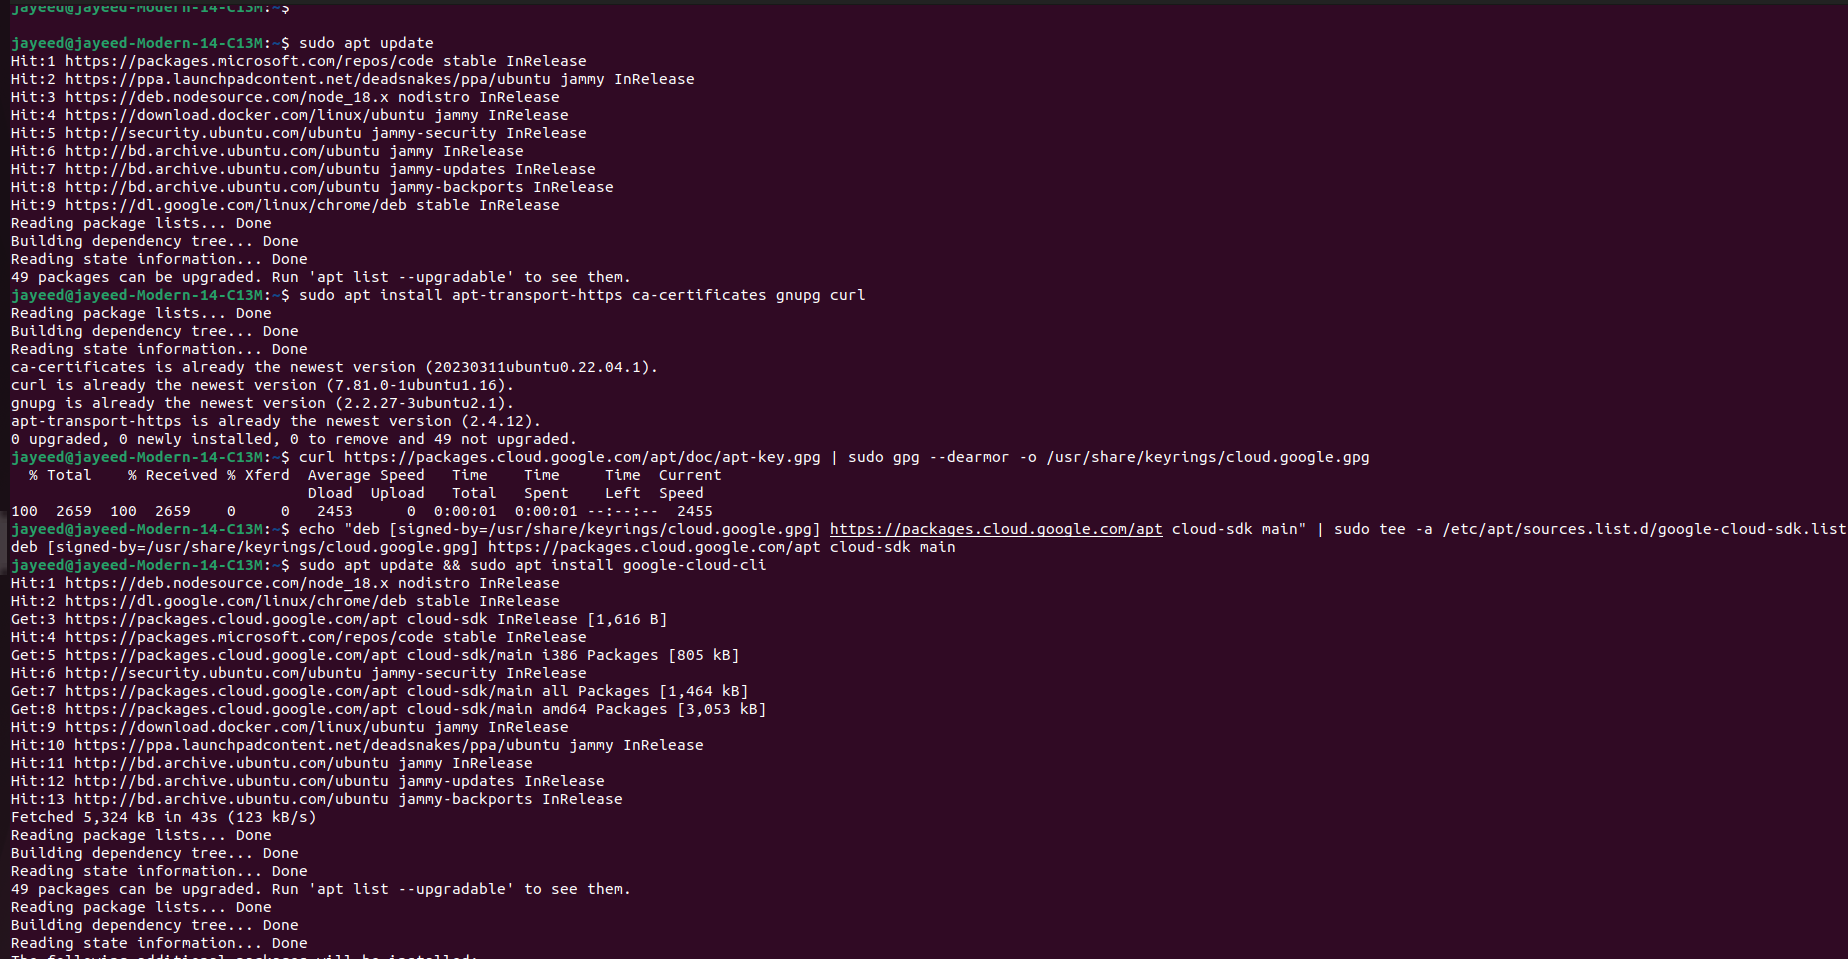 jayeed@jayeed-Modern-14-C13M:~$
jayeed@jayeed-Modern-14-C13M:~$ sudo apt update
Hit:1 https://packages.microsoft.com/repos/code stable InRelease
Hit:2 https://ppa.launchpadcontent.net/deadsnakes/ppa/ubuntu jammy InRelease
Hit:3 https://deb.nodesource.com/node_18.x nodistro InRelease
Hit:4 https://download.docker.com/linux/ubuntu jammy InRelease
Hit:5 http://security.ubuntu.com/ubuntu jammy-security InRelease
Hit:6 http://bd.archive.ubuntu.com/ubuntu jammy InRelease
Hit:7 http://bd.archive.ubuntu.com/ubuntu jammy-updates InRelease
Hit:8 http://bd.archive.ubuntu.com/ubuntu jammy-backports InRelease
Hit:9 https://dl.google.com/linux/chrome/deb stable InRelease
Reading package lists... Done
Building dependency tree... Done
Reading state information... Done
49 packages can be upgraded. Run 'apt list --upgradable' to see them.
jayeed@jayeed-Modern-14-C13M:~$ sudo apt install apt-transport-https ca-certificates gnupg curl
Reading package lists... Done
Building dependency tree... Done
Reading state information... Done
ca-certificates is already the newest version (20230311ubuntu0.22.04.1).
curl is already the newest version (7.81.0-1ubuntu1.16).
gnupg is already the newest version (2.2.27-3ubuntu2.1).
apt-transport-https is already the newest version (2.4.12).
0 upgraded, 0 newly installed, 0 to remove and 49 not upgraded.
jayeed@jayeed-Modern-14-C13M:~$ curl https://packages.cloud.google.com/apt/doc/apt-key.gpg | sudo gpg --dearmor -o /usr/share/keyrings/cloud.google.gpg
  % Total    % Received % Xferd  Average Speed   Time    Time     Time  Current
                                 Dload  Upload   Total   Spent    Left  Speed
100  2659  100  2659    0     0   2453      0  0:00:01  0:00:01 --:--:--  2455
jayeed@jayeed-Modern-14-C13M:~$ echo "deb [signed-by=/usr/share/keyrings/cloud.google.gpg] https://packages.cloud.google.com/apt cloud-sdk main" | sudo tee -a /etc/apt/sources.list.d/google-cloud-sdk.list
deb [signed-by=/usr/share/keyrings/cloud.google.gpg] https://packages.cloud.google.com/apt cloud-sdk main
jayeed@jayeed-Modern-14-C13M:~$ sudo apt update && sudo apt install google-cloud-cli
Hit:1 https://deb.nodesource.com/node_18.x nodistro InRelease
Hit:2 https://dl.google.com/linux/chrome/deb stable InRelease
Get:3 https://packages.cloud.google.com/apt cloud-sdk InRelease [1,616 B]
Hit:4 https://packages.microsoft.com/repos/code stable InRelease
Get:5 https://packages.cloud.google.com/apt cloud-sdk/main i386 Packages [805 kB]
Hit:6 http://security.ubuntu.com/ubuntu jammy-security InRelease
Get:7 https://packages.cloud.google.com/apt cloud-sdk/main all Packages [1,464 kB]
Get:8 https://packages.cloud.google.com/apt cloud-sdk/main amd64 Packages [3,053 kB]
Hit:9 https://download.docker.com/linux/ubuntu jammy InRelease
Hit:10 https://ppa.launchpadcontent.net/deadsnakes/ppa/ubuntu jammy InRelease
Hit:11 http://bd.archive.ubuntu.com/ubuntu jammy InRelease
Hit:12 http://bd.archive.ubuntu.com/ubuntu jammy-updates InRelease
Hit:13 http://bd.archive.ubuntu.com/ubuntu jammy-backports InRelease
Fetched 5,324 kB in 43s (123 kB/s)
Reading package lists... Done
Building dependency tree... Done
Reading state information... Done
49 packages can be upgraded. Run 'apt list --upgradable' to see them.
Reading package lists... Done
Building dependency tree... Done
Reading state information... Done
The following additional packages will be installed: